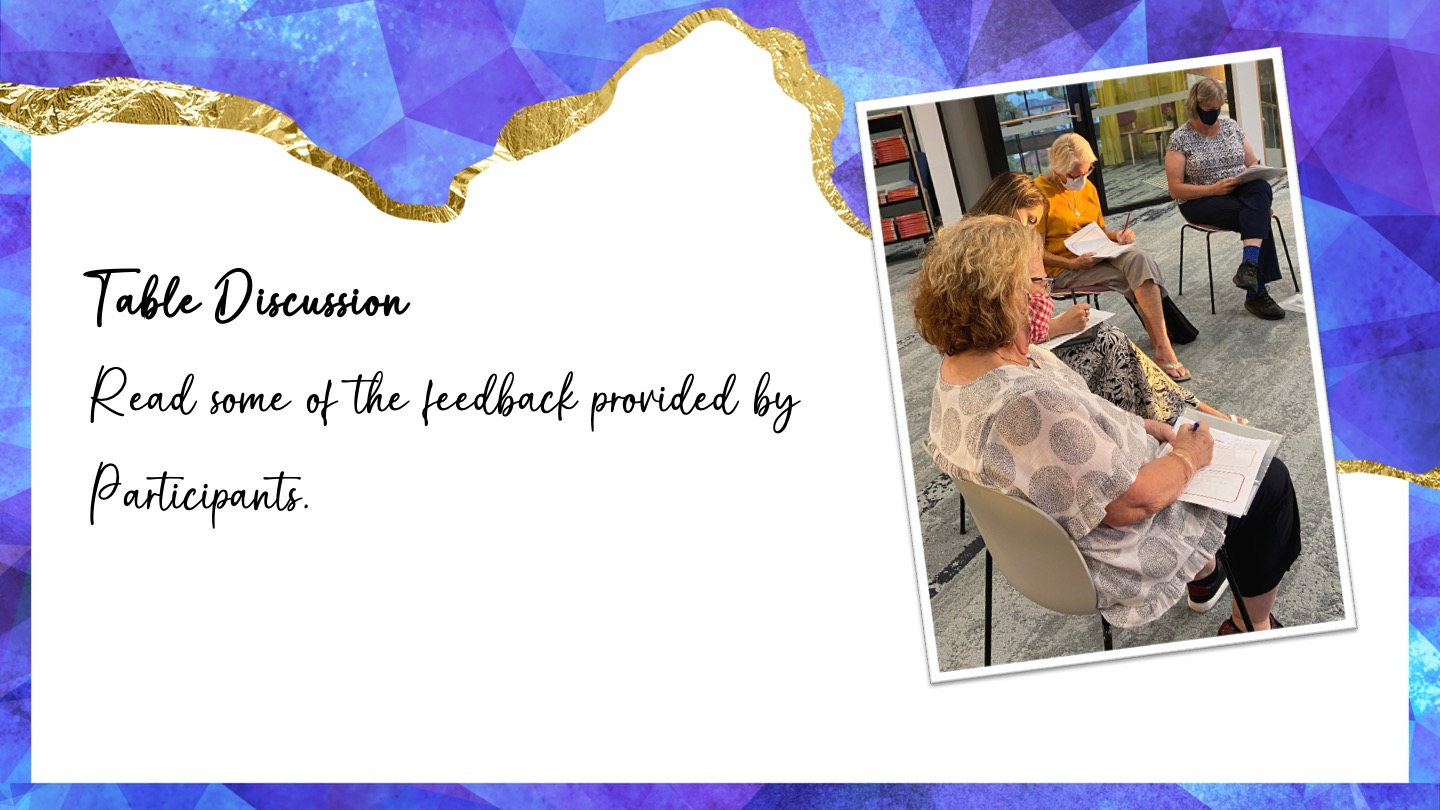 Table Discussion
Read some of the feedback provided by
Participants.